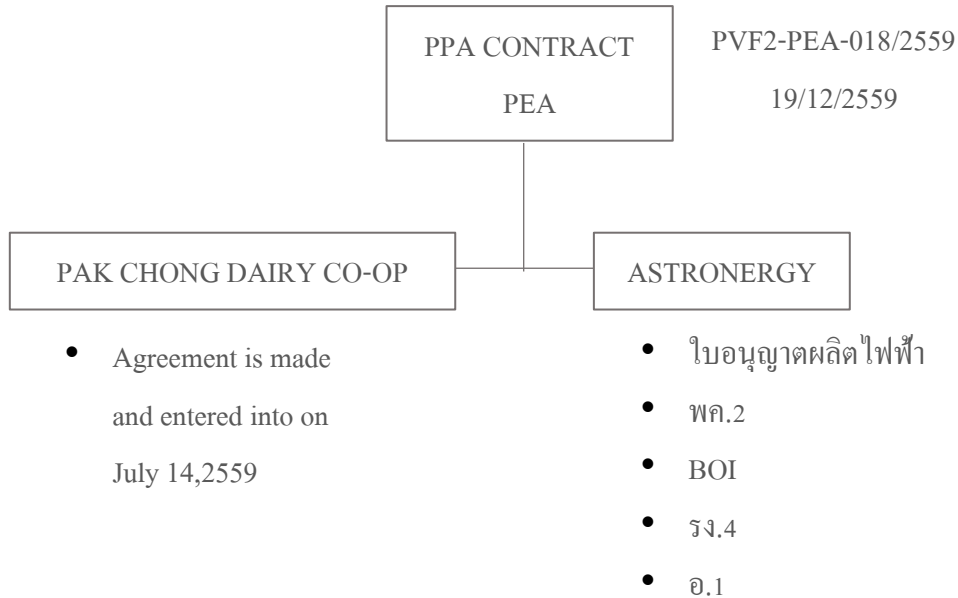 PPA CONTRACT
PEA
PVF2-PEA-018/2559
19/12/2559
PAK CHONG DAIRY CO-OP
ASTRONERGY
• Agreement is made
and entered into on
July 14,2559
• ใบอนุญาตผลิตไฟฟ้า
• พค.2
• BOI
• รง.4
• อ.1